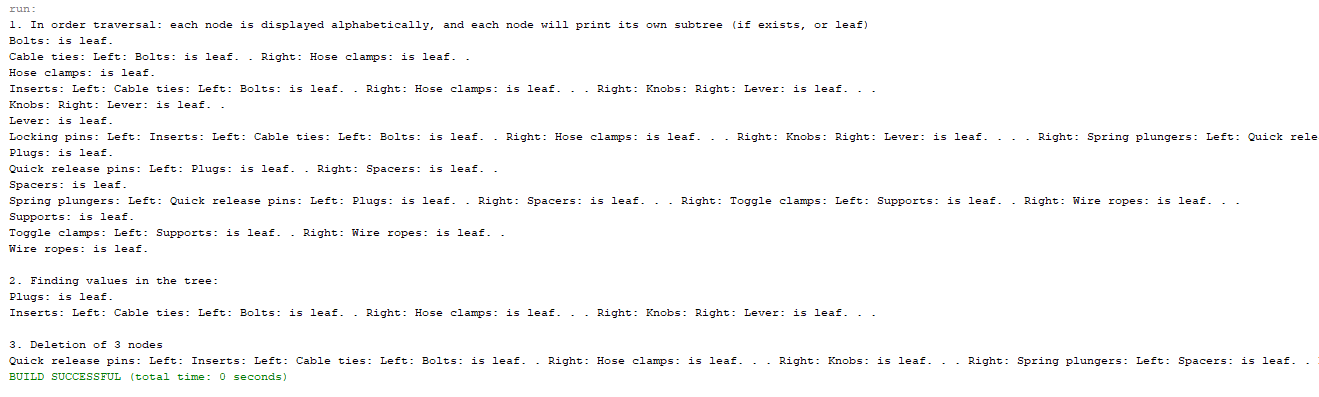 run:
1. In order traversal: each node is displayed alphabetically, and each node will print its own subtree (if exists, or leaf)
Bolts: is leaf.
Cable ties: Left: Bolts: is leaf. . Right: Hose clamps: is leaf. .
Hose clamps: is leaf.
Inserts: Left: Cable ties: Left: Bolts: is leaf. . Right: Hose clamps: is leaf. . . Right: Knobs: Right: Lever: is leaf. . .
Knobs: Right: Lever: is leaf. .
Lever: is leaf.
Locking pins: Left: Inserts: Left: Cable ties: Left: Bolts: is leaf. . Right: Hose clamps: is leaf. . . Right: Knobs: Right: Lever: is leaf. . . . Right: Spring plungers: Left: Quick rele
Plugs: is leaf.
Quick release pins: Left: Plugs: is leaf. . Right: Spacers: is leaf. .
Spacers: is leaf.
Spring plungers: Left: Quick release pins: Left: Plugs: is leaf. . Right: Spacers: is leaf. . . Right: Toggle clamps: Left: Supports: is leaf. . Right: Wire ropes: is leaf. . .
Supports: is leaf.
Toggle clamps: Left: Supports: is leaf. . Right: Wire ropes: is leaf. .
Wire ropes: is leaf.
2. Finding values in the tree:
Plugs: is leaf.
Inserts: Left: Cable ties: Left: Bolts: is leaf. . Right: Hose clamps: is leaf. . . Right: Knobs: Right: Lever: is leaf. . .
3. Deletion of 3 nodes
Quick release pins: Left: Inserts: Left: Cable ties: Left: Bolts: is leaf. . Right: Hose clamps: is leaf. . . Right: Knobs: is leaf. . . Right: Spring plungers: Left: Spacers: is leaf. .
BUILD SUCCESSFUL (total time: 0 seconds)